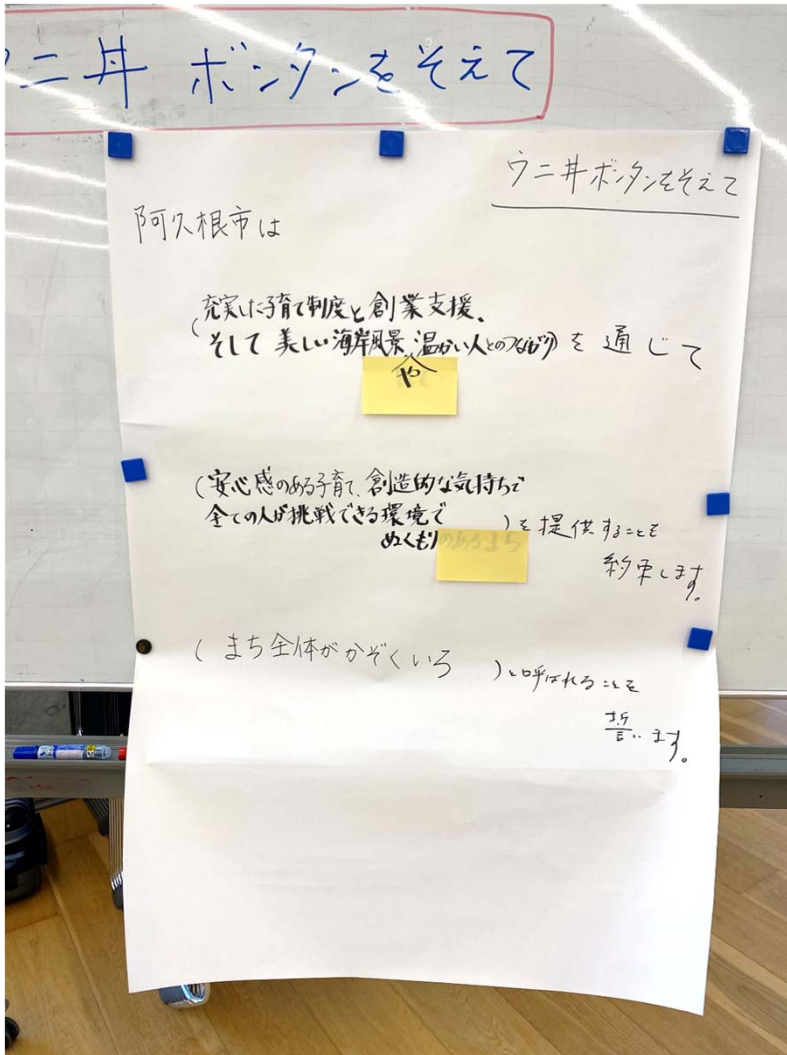 ウニ丼 ボンタンをそえて
ウニ丼ボンタンをそえて
阿久根市は
(充実した子育て制度と創業支援、
そして 美しい海岸風景や温かい人とのつながり)を通じて
(安心感のある子育て、創造的な気持ちで
全ての人が挑戦できる環境で
ぬくもりのあるまち)を提供することを
約束します。
(まち全体がかぞくいろ)と呼ばれることを
誓います。